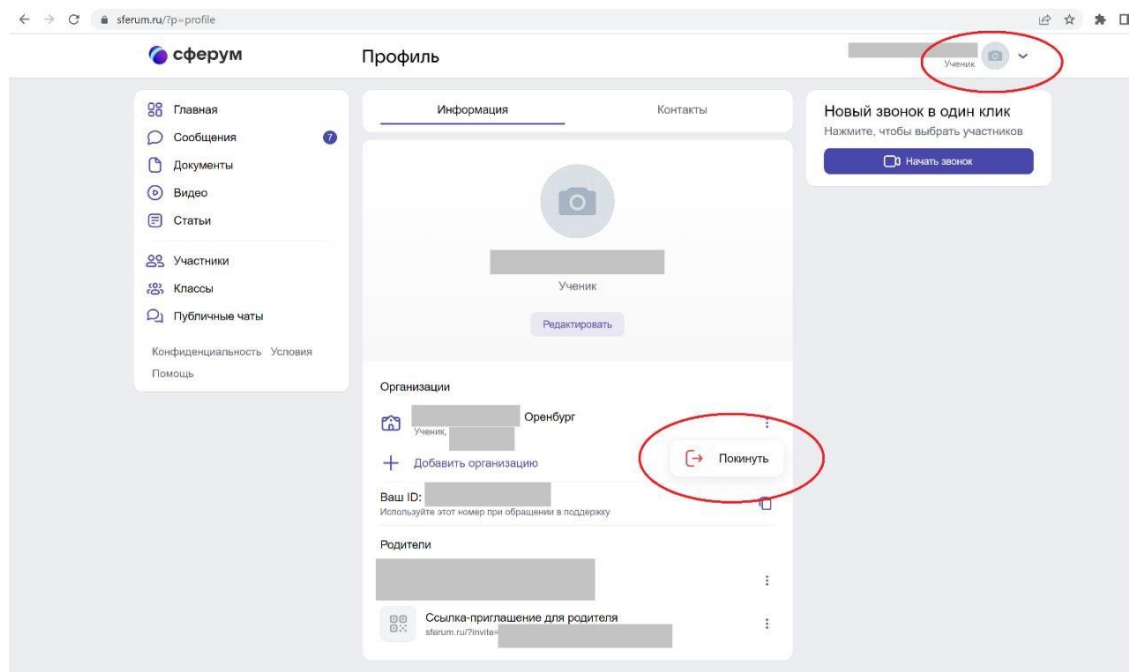 sferum.ru/?p=profile
сферум
Профиль
Ученик
Главная
Сообщения 7
Документы
Видео
Статьи
Участники
Классы
Публичные чаты
Конфиденциальность Условия
Помощь
Информация Контакты
Ученик
Редактировать
Организации
Оренбург
Ученик,
Покинуть
Добавить организацию
Ваш ID:
Используйте этот номер при обращении в поддержку
Родители
Ссылка-приглашение для родителя
sferum.ru/?invite=
Новый звонок в один клик
Нажмите, чтобы выбрать участников
Начать звонок